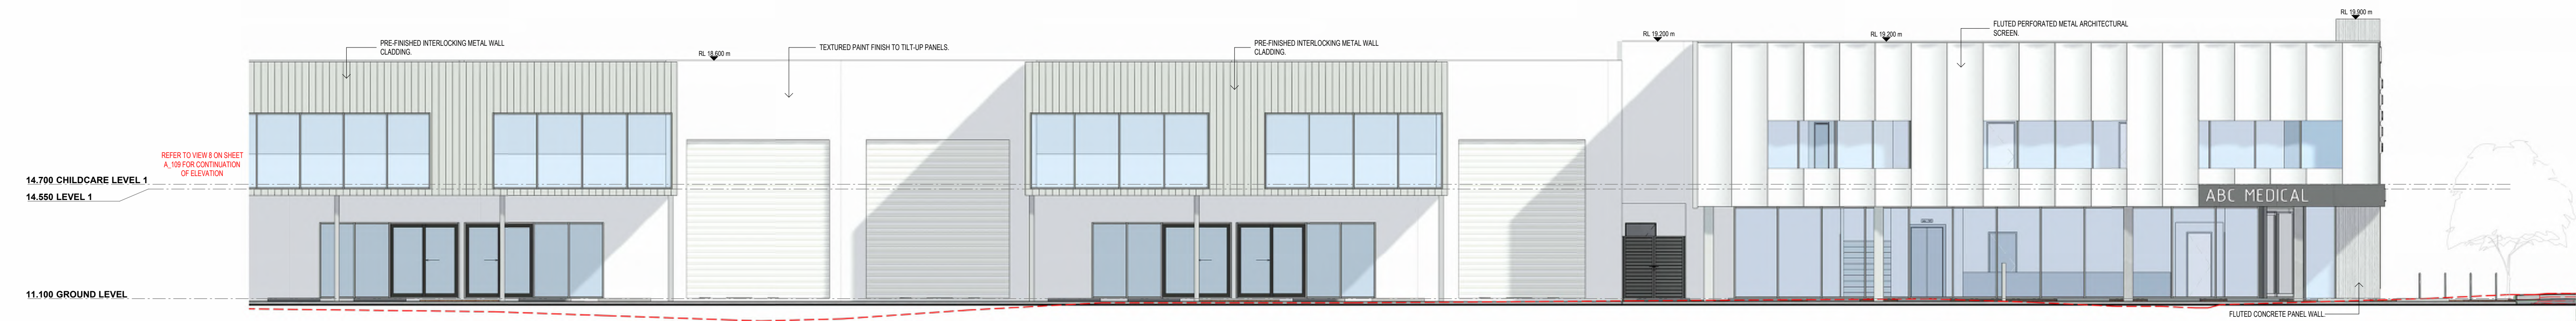 RL 19.900 m
FLUTED PERFORATED METAL ARCHITECTURAL
SCREEN.
RL 19.200 m
RL 19.200 m
PRE-FINISHED INTERLOCKING METAL WALL
CLADDING.
RL 18.600 m
TEXTURED PAINT FINISH TO TILT-UP PANELS.
PRE-FINISHED INTERLOCKING METAL WALL
CLADDING.
REFER TO VIEW 8 ON SHEET
A_109 FOR CONTINUATION
OF ELEVATION
14.700 CHILDCARE LEVEL 1
14.550 LEVEL 1
ABC MEDICAL
11.100 GROUND LEVEL
FLUTED CONCRETE PANEL WALL.